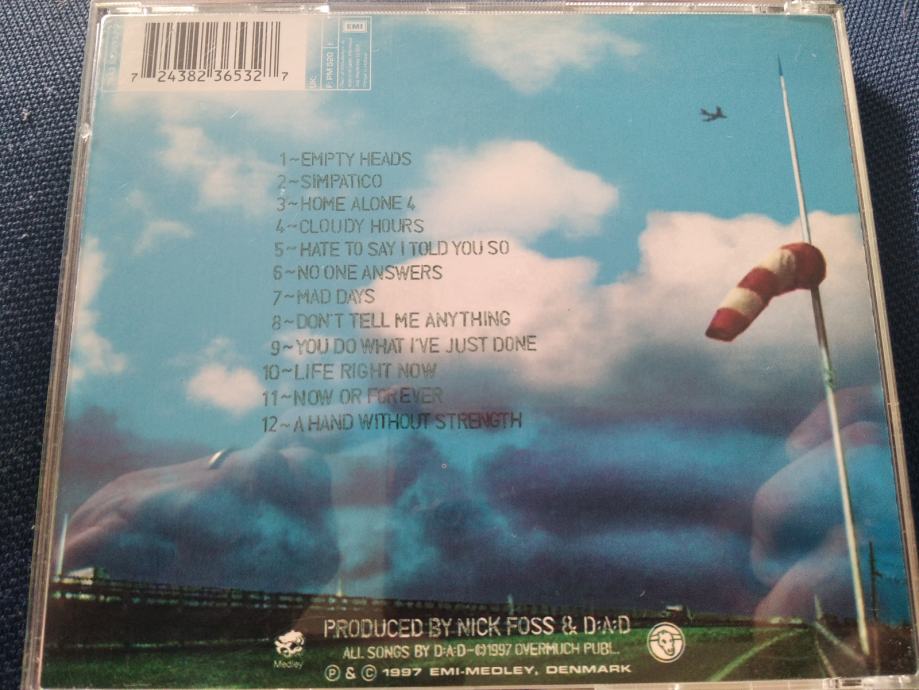 7 24382 36532 7
UK:
F: PM 520
EMI
1~EMPTY HEADS
2~SIMPATICO
3~HOME ALONE 4
4~CLOUDY HOURS
5~HATE TO SAY I TOLD YOU SO
6~NO ONE ANSWERS
7~MAD DAYS
8~DON'T TELL ME ANYTHING
9~YOU DO WHAT I'VE JUST DONE
10~LIFE RIGHT NOW
11~NOW OR FOREVER
12~A HAND WITHOUT STRENGTH
PRODUCED BY NICK FOSS & D:A:D
Medley
ALL SONGS BY D:A:D-©1997 OVERMUCH PUBL.
℗ & © 1997 EMI-MEDLEY, DENMARK